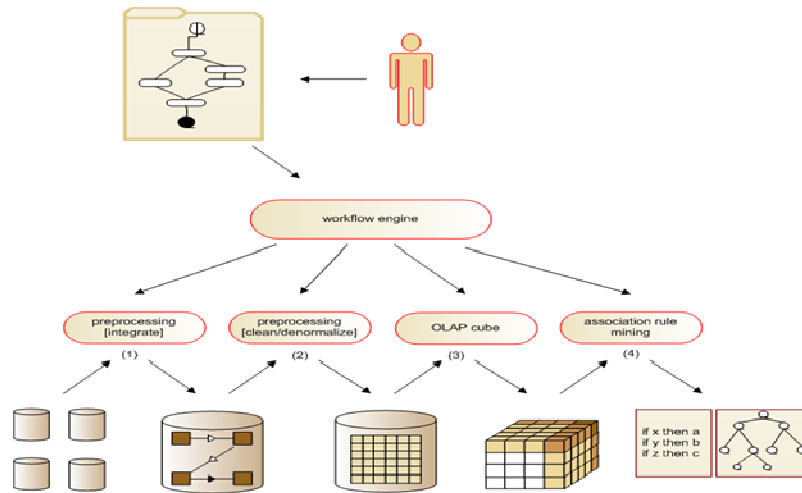 workflow engine
preprocessing
[integrate]
(1)
preprocessing
[clean/denormalize]
(2)
OLAP cube
(3)
association rule
mining
(4)
if x then a
if y then b
if z then c